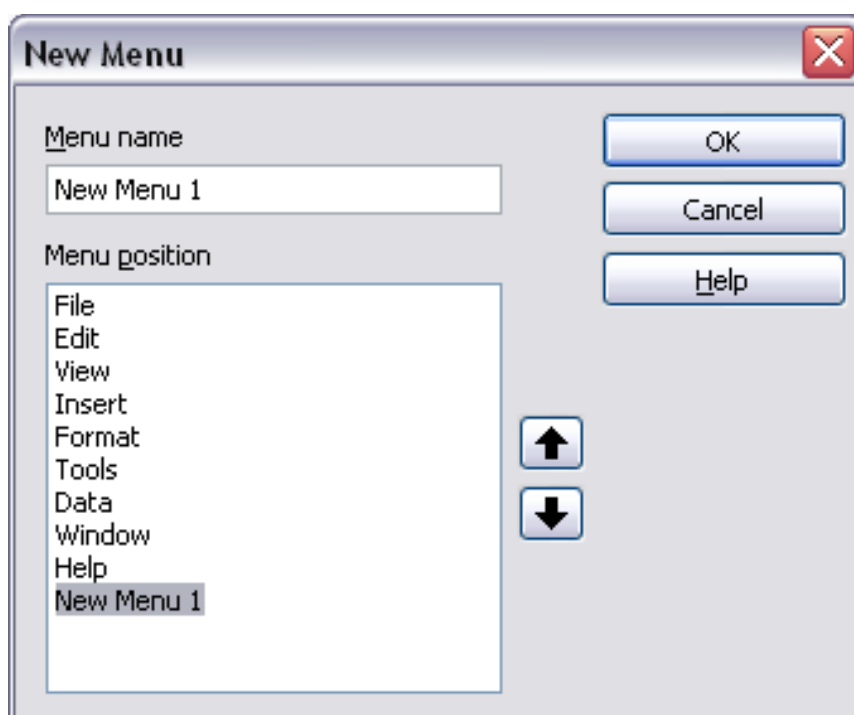 New Menu
Menu name
New Menu 1
Menu position
File
Edit
View
Insert
Format
Tools
Data
Window
Help
New Menu 1
OK
Cancel
Help